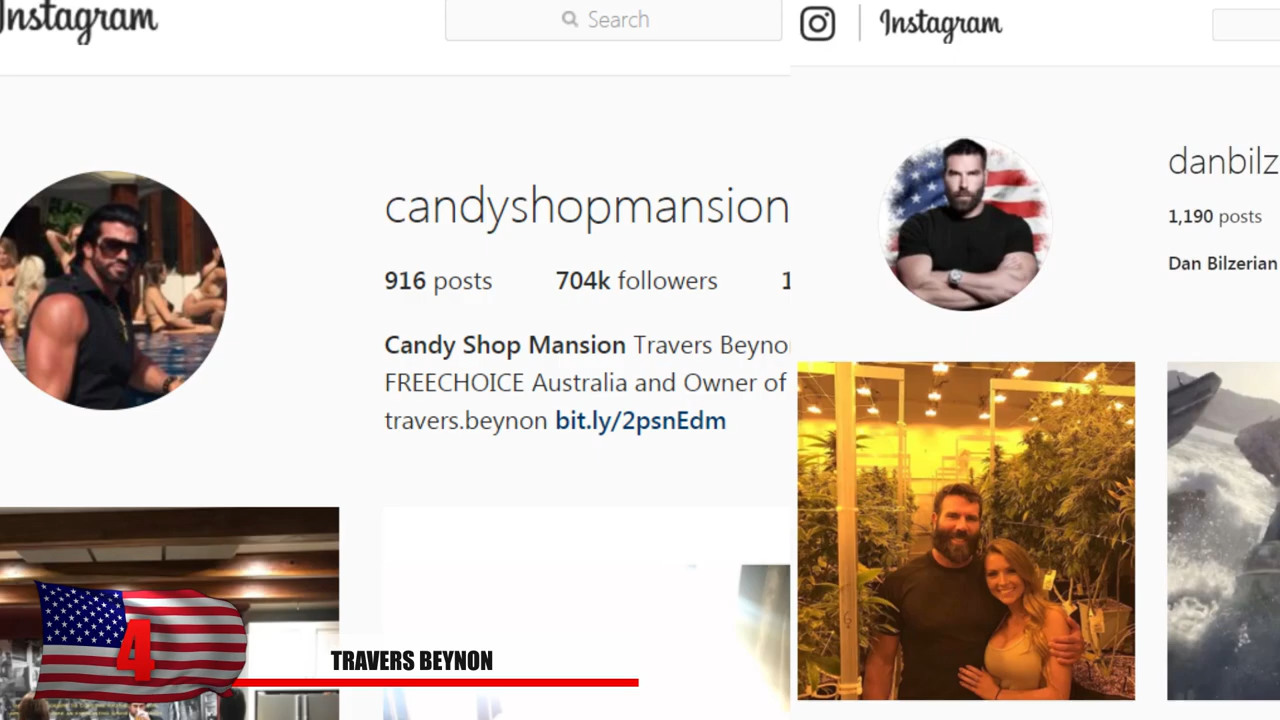 Instagram
Search
candyshopmansion
916 posts 704k followers 1
Candy Shop Mansion Travers Beyno
FREECHOICE Australia and Owner of
travers.beynon bit.ly/2psnEdm
4
TRAVERS BEYNON
Instagram
danbilz
1,190 posts
Dan Bilzerian